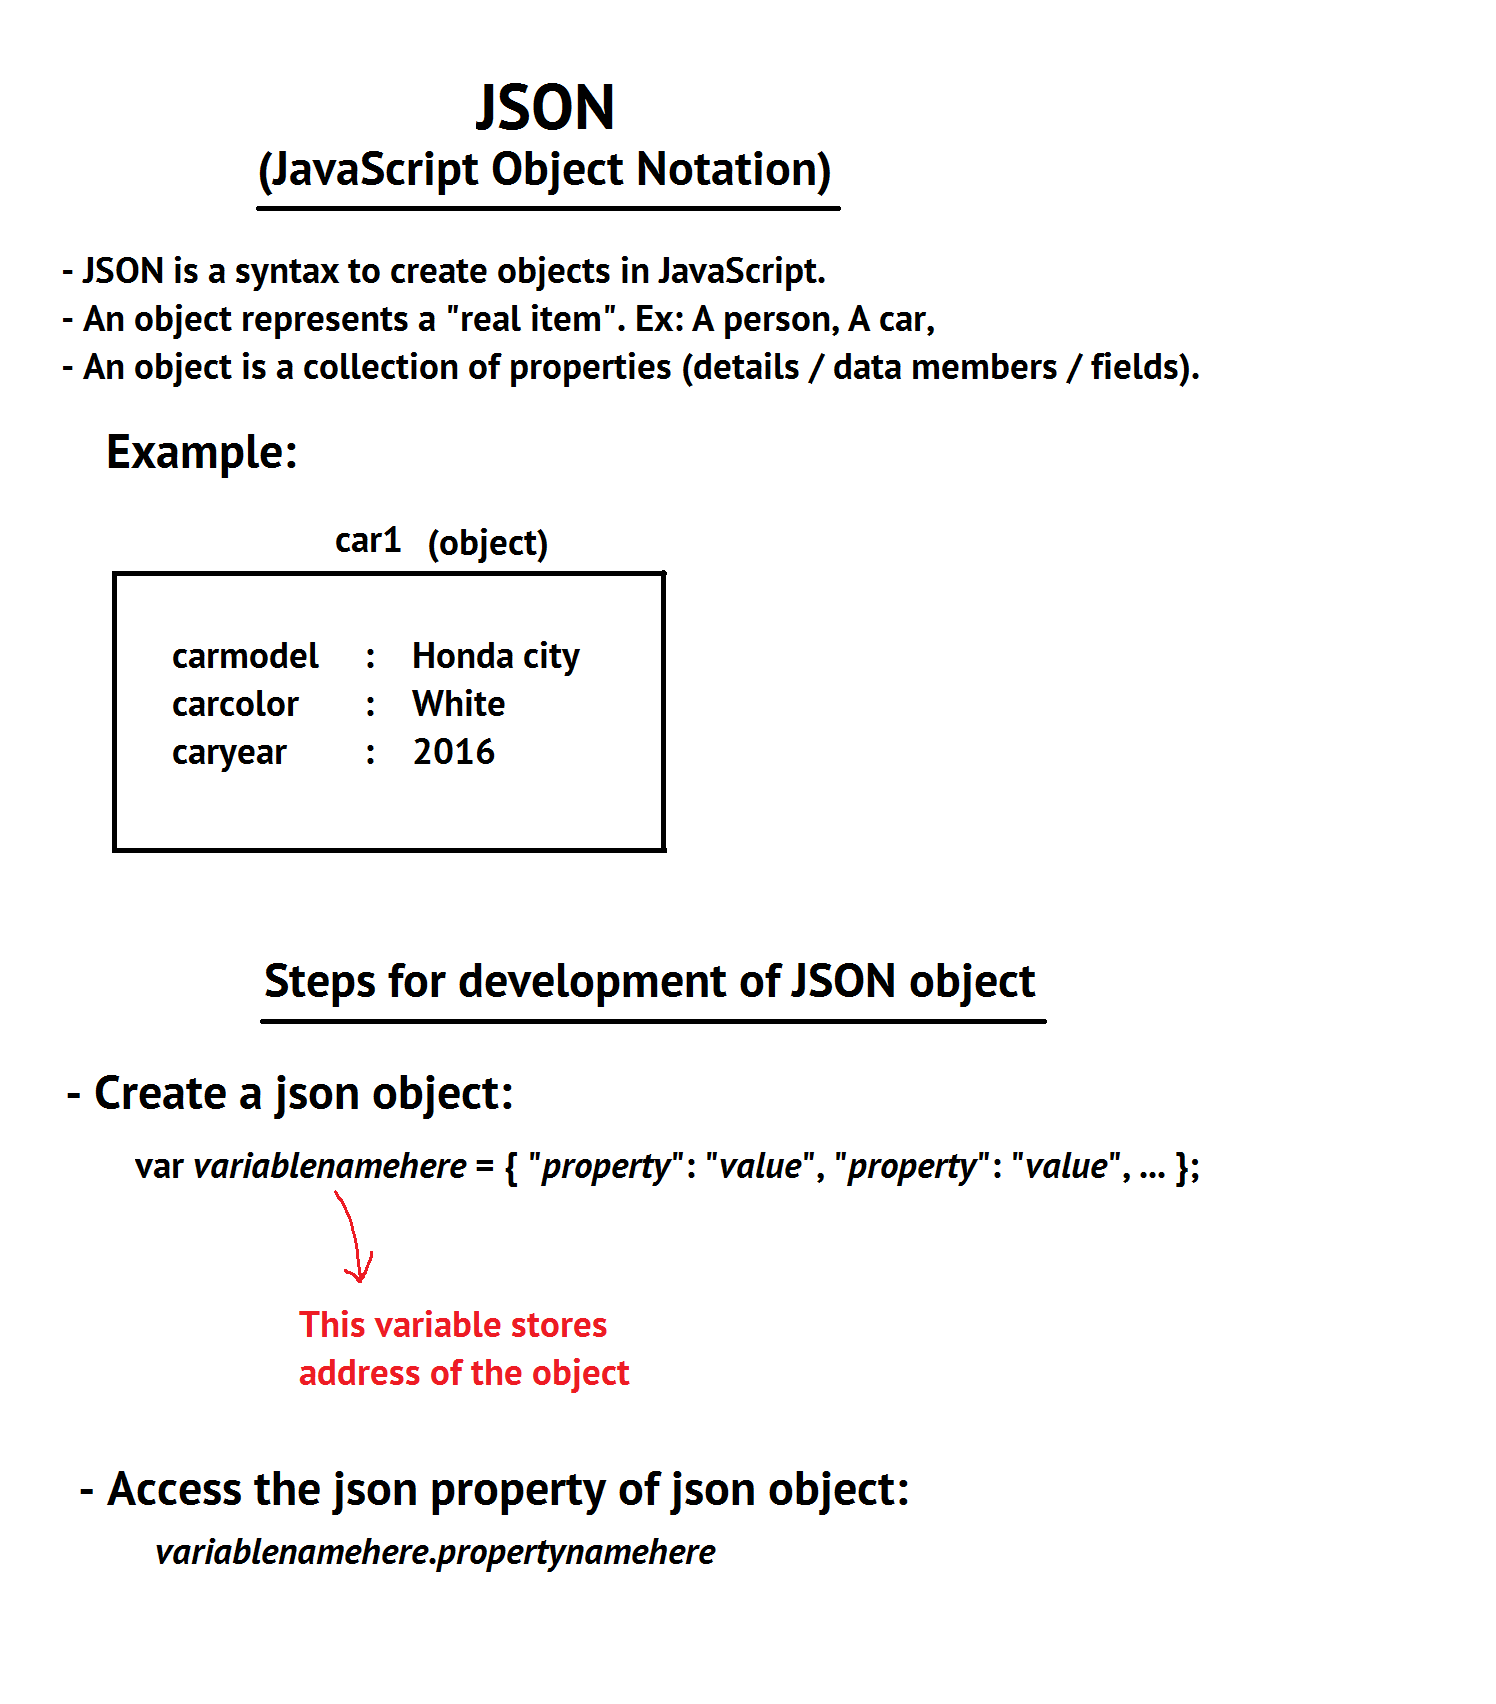 JSON
(JavaScript Object Notation)
- JSON is a syntax to create objects in JavaScript.
- An object represents a "real item". Ex: A person, A car,
- An object is a collection of properties (details / data members / fields).
Example:
car1 (object)
carmodel : Honda city
carcolor : White
caryear : 2016
Steps for development of JSON object
- Create a json object:
var variablenamehere = { "property": "value", "property": "value", ... };
This variable stores
address of the object
- Access the json property of json object:
variablenamehere.propertynamehere